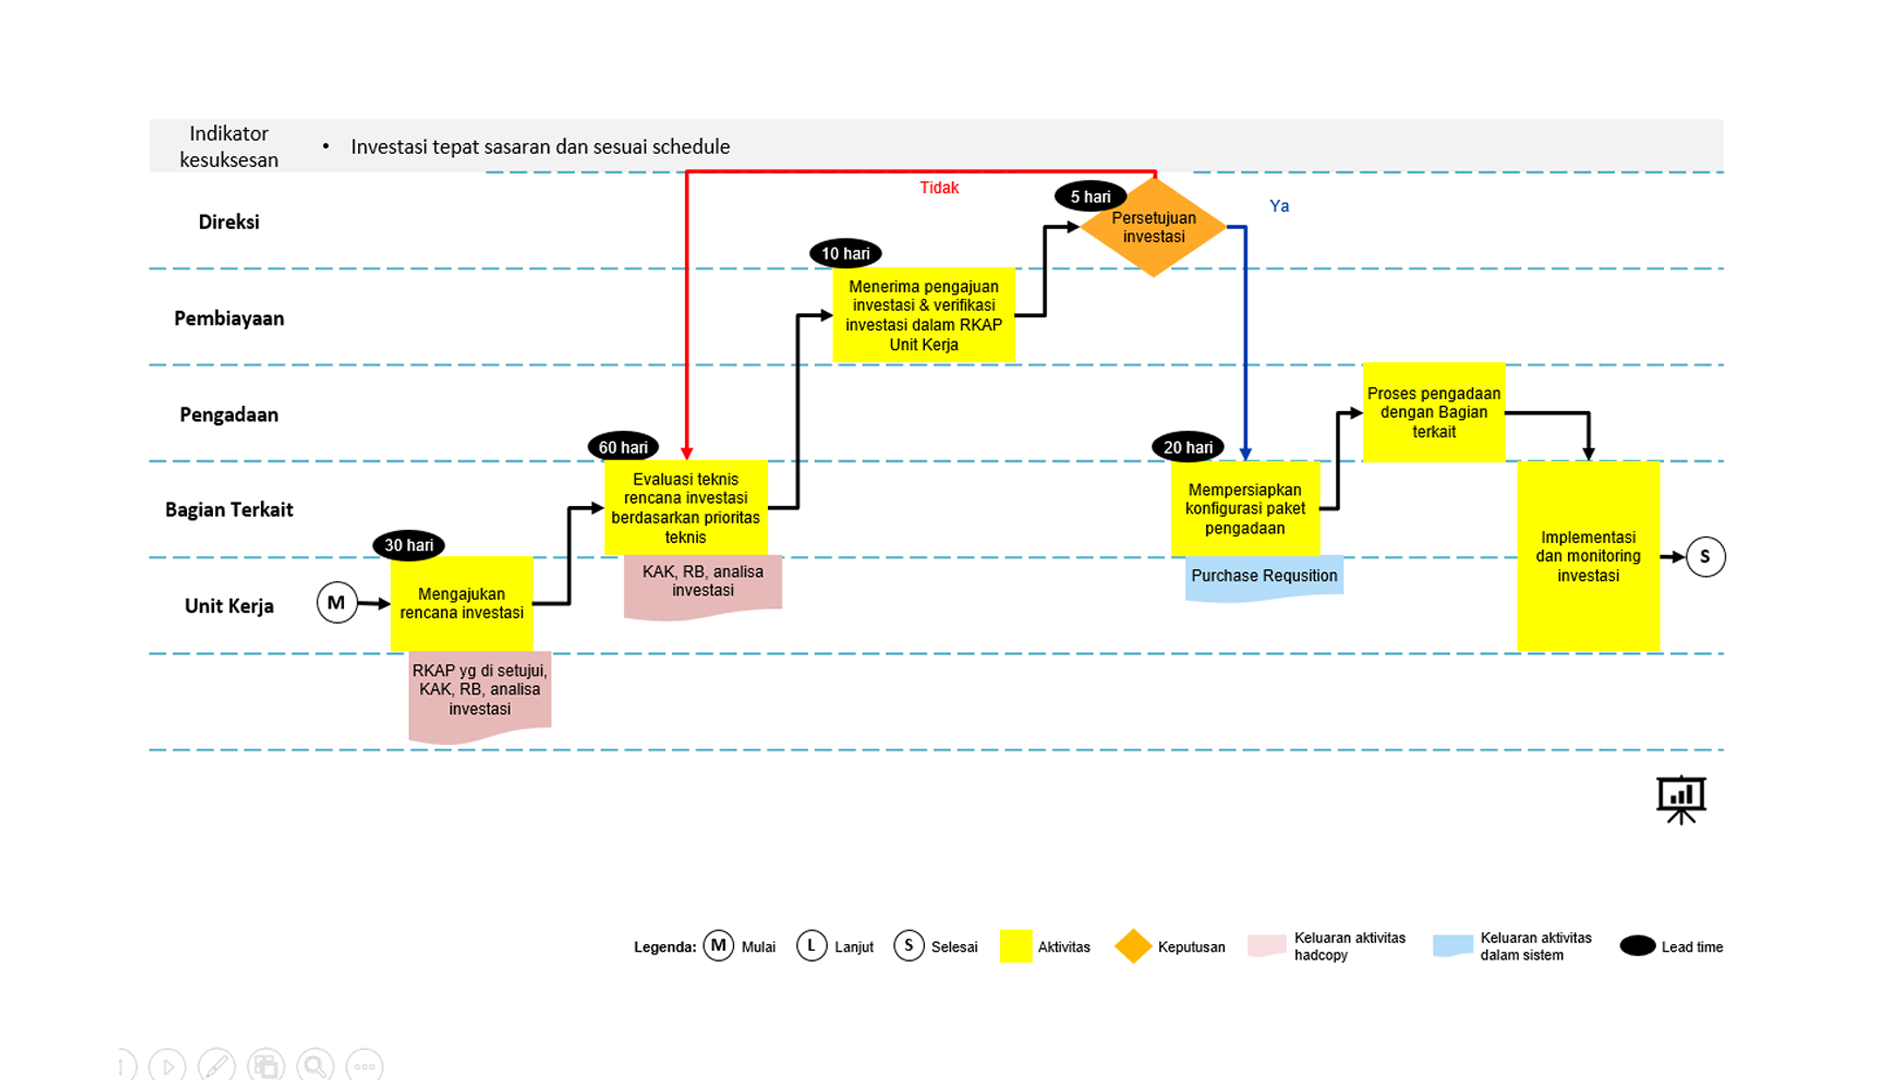 Indikator
kesuksesan
• Investasi tepat sasaran dan sesuai schedule
Direksi
Tidak
5 hari
Persetujuan
investasi
Ya
Pembiayaan
10 hari
Menerima pengajuan
investasi & verifikasi
investasi dalam RKAP
Unit Kerja
Pengadaan
Proses pengadaan
dengan Bagian
terkait
Bagian Terkait
60 hari
Evaluasi teknis
rencana investasi
berdasarkan prioritas
teknis
KAK, RB, analisa
investasi
20 hari
Mempersiapkan
konfigurasi paket
pengadaan
Purchase Requsition
Implementasi
dan monitoring
investasi
S
Unit Kerja
M
30 hari
Mengajukan
rencana investasi
RKAP yg di setujui,
KAK, RB, analisa
investasi
Legenda: M Mulai L Lanjut S Selesai Aktivitas Keputusan
Keluaran aktivitas
hadcopy
Keluaran aktivitas
dalam sistem
Lead time